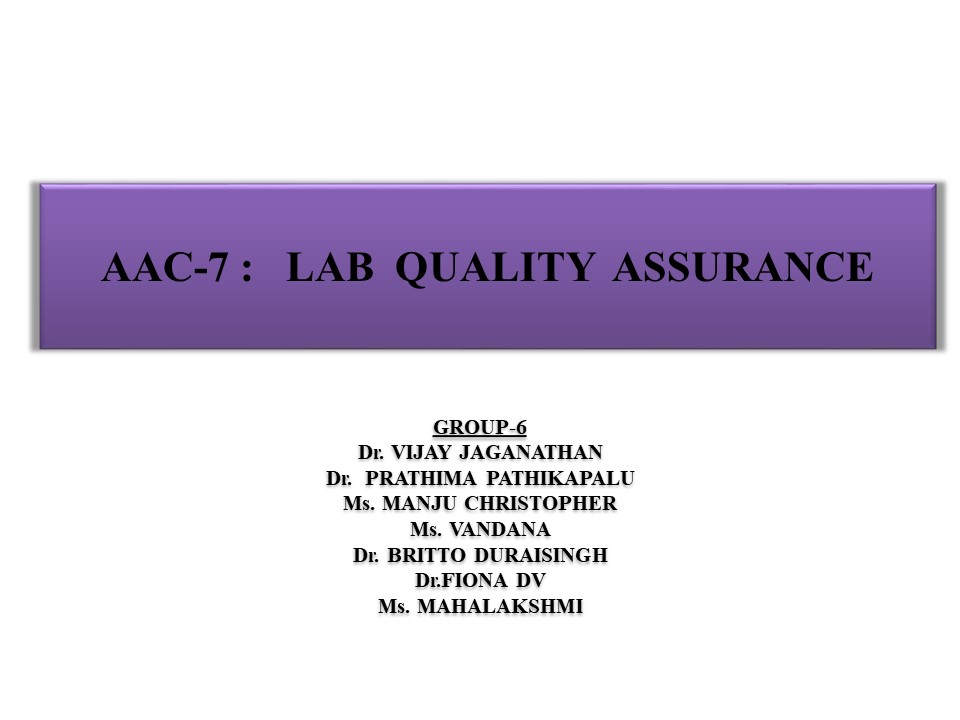 AAC-7 : LAB QUALITY ASSURANCE
GROUP-6
Dr. VIJAY JAGANATHAN
Dr. PRATHIMA PATHIKAPALU
Ms. MANJU CHRISTOPHER
Ms. VANDANA
Dr. BRITTO DURAISINGH
Dr.FIONA DV
Ms. MAHALAKSHMI